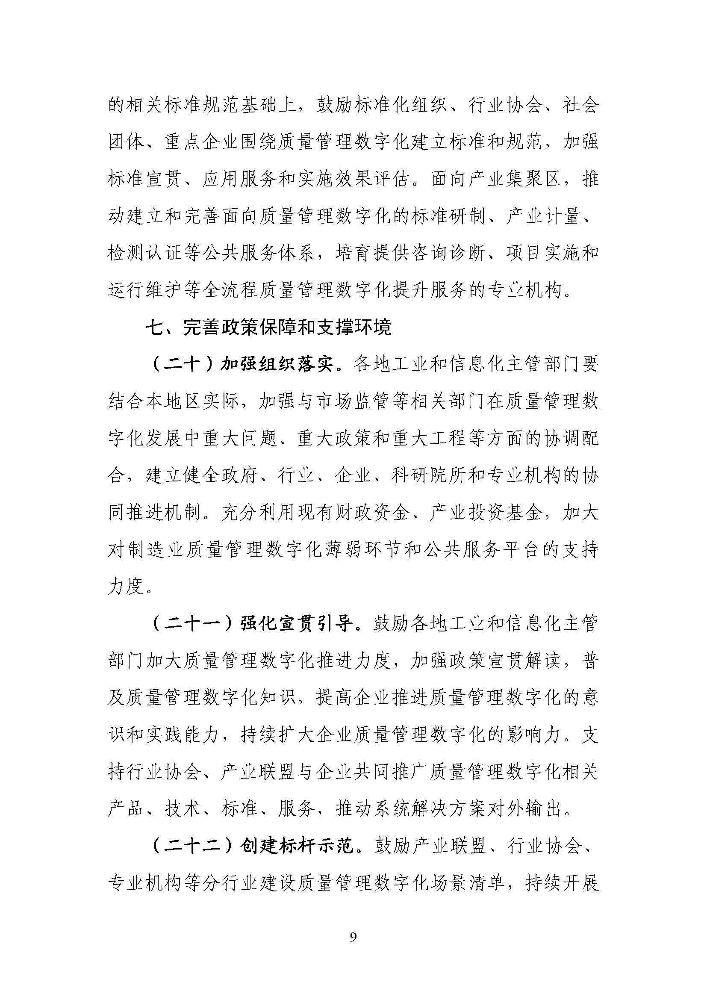 的相关标准规范基础上，鼓励标准化组织、行业协会、社会
团体、重点企业围绕质量管理数字化建立标准和规范，加强
标准宣贯、应用服务和实施效果评估。面向产业集聚区，推
动建立和完善面向质量管理数字化的标准研制、产业计量、
检测认证等公共服务体系，培育提供咨询诊断、项目实施和
运行维护等全流程质量管理数字化提升服务的专业机构。
七、完善政策保障和支撑环境
（二十）加强组织落实。各地工业和信息化主管部门要
结合本地区实际，加强与市场监管等相关部门在质量管理数
字化发展中重大问题、重大政策和重大工程等方面的协调配
合，建立健全政府、行业、企业、科研院所和专业机构的协
同推进机制。充分利用现有财政资金、产业投资基金，加大
对制造业质量管理数字化薄弱环节和公共服务平台的支持
力度。
（二十一）强化宣贯引导。鼓励各地工业和信息化主管
部门加大质量管理数字化推进力度，加强政策宣贯解读，普
及质量管理数字化知识，提高企业推进质量管理数字化的意
识和实践能力，持续扩大企业质量管理数字化的影响力。支
持行业协会、产业联盟与企业共同推广质量管理数字化相关
产品、技术、标准、服务，推动系统解决方案对外输出。
（二十二）创建标杆示范。鼓励产业联盟、行业协会、
专业机构等分行业建设质量管理数字化场景清单，持续开展
9